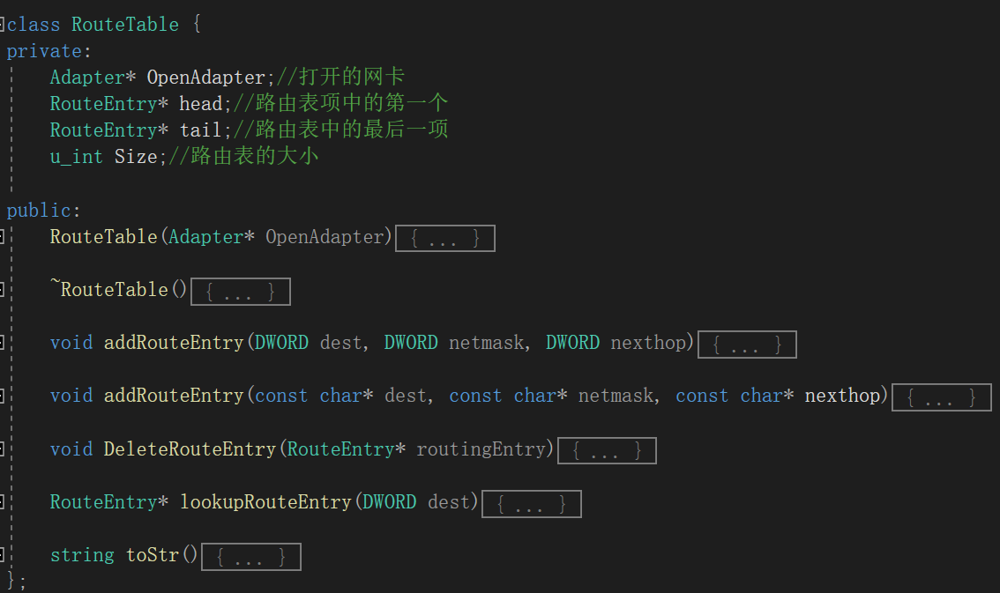 class RouteTable {
private:
Adapter* OpenAdapter;//打开的网卡
RouteEntry* head;//路由表项中的第一个
RouteEntry* tail;//路由表中的最后一项
u_int Size;//路由表的大小
public:
RouteTable(Adapter* OpenAdapter){ ... }
~RouteTable(){ ... }
void addRouteEntry(DWORD dest, DWORD netmask, DWORD nexthop){ ... }
void addRouteEntry(const char* dest, const char* netmask, const char* nexthop){ ... }
void DeleteRouteEntry(RouteEntry* routingEntry){ ... }
RouteEntry* lookupRouteEntry(DWORD dest){ ... }
string toStr(){ ... }
};